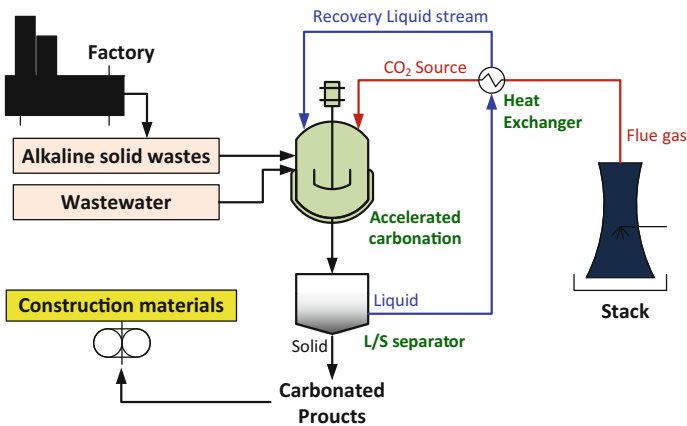 Recovery Liquid stream
Factory
CO₂ Source
Heat
Exchanger
Flue gas
Alkaline solid wastes
Wastewater
Accelerated
carbonation
Construction materials
Liquid
Stack
L/S separator
Solid
Carbonated
Proucts